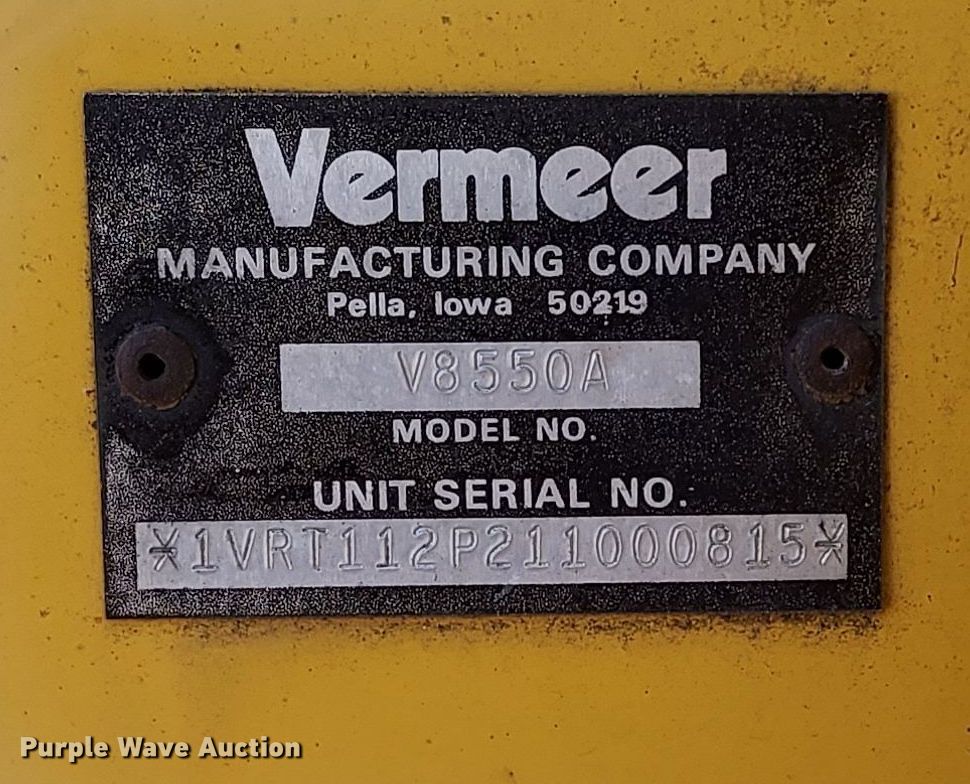 Vermeer
MANUFACTURING COMPANY
Pella, Iowa 50219
V8550A
MODEL NO.
UNIT SERIAL NO.
*1VRT112P211000815*
Purple Wave Auction